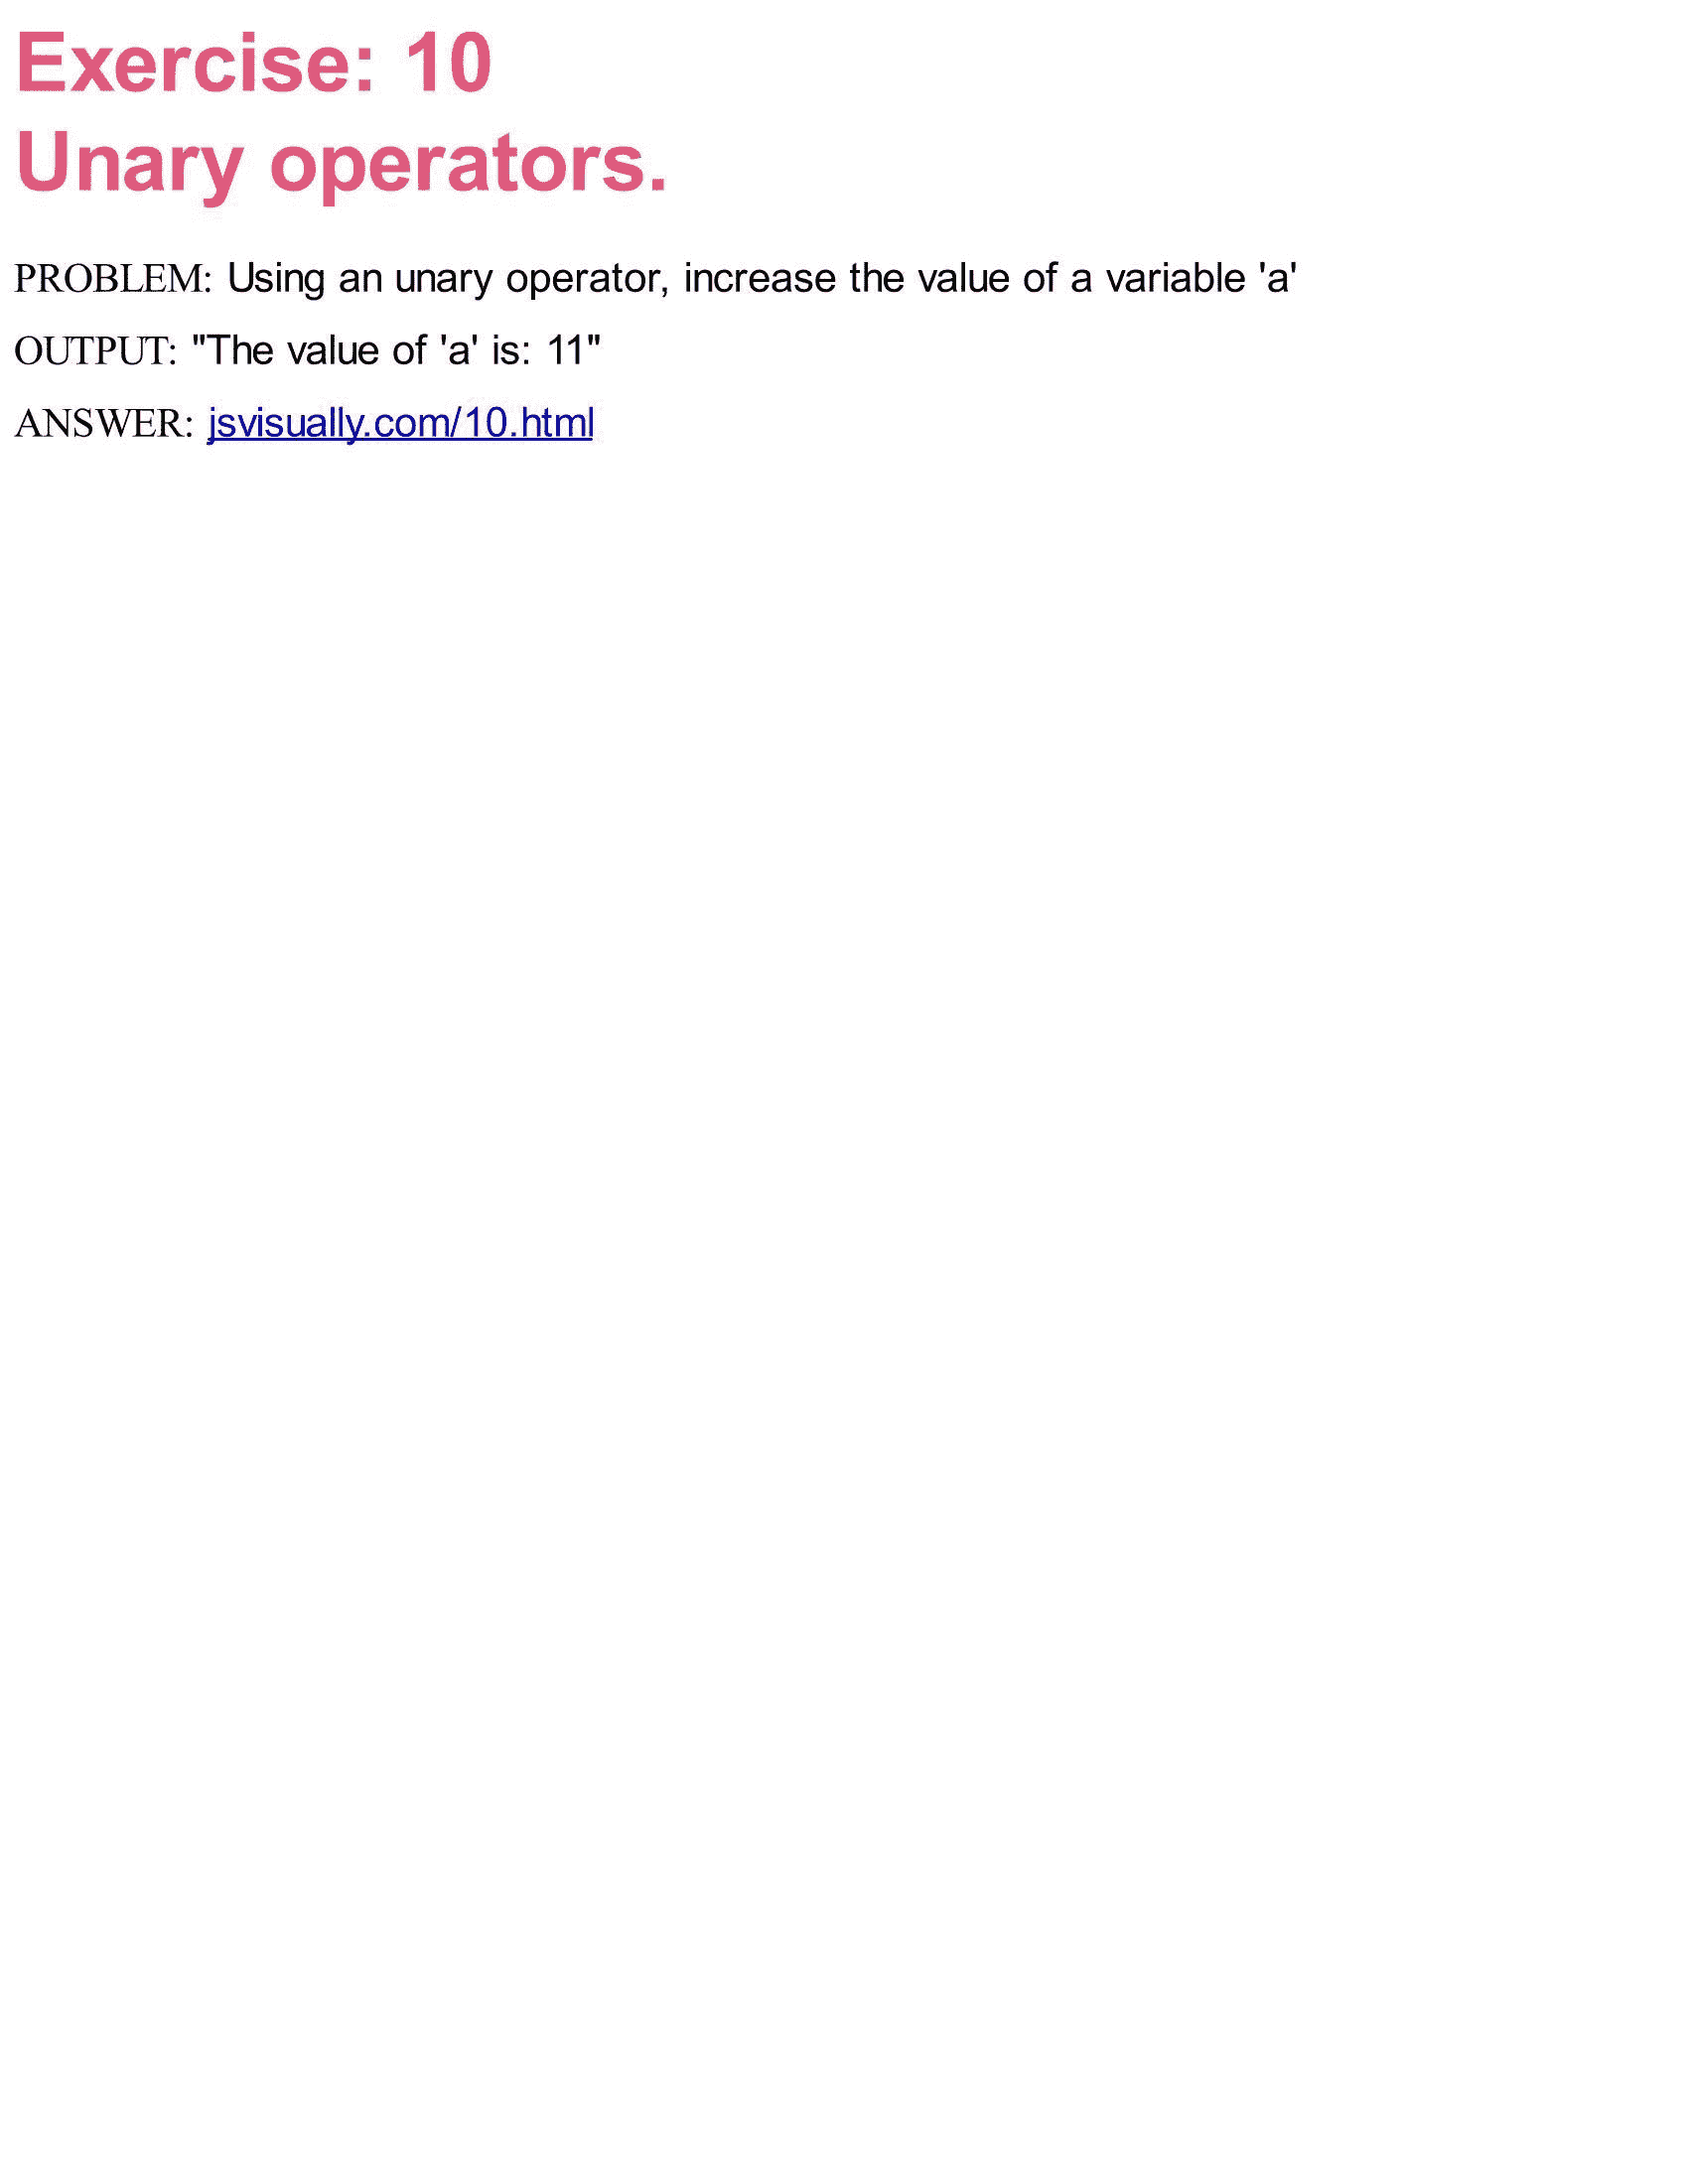 Exercise: 10
Unary operators.
PROBLEM: Using an unary operator, increase the value of a variable 'a'
OUTPUT: "The value of 'a' is: 11"
ANSWER: jsvisually.com/10.html